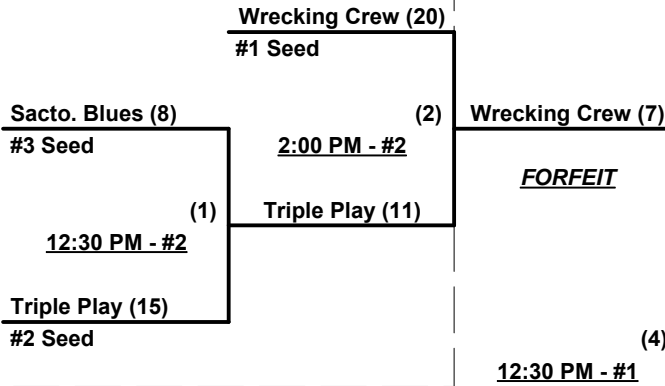 Wrecking Crew (20)
#1 Seed
Sacto. Blues (8)
#3 Seed
(2)
2:00 PM - #2
Wrecking Crew (7)
FORFEIT
(1)
12:30 PM - #2
Triple Play (11)
Triple Play (15)
#2 Seed
(4)
12:30 PM - #1